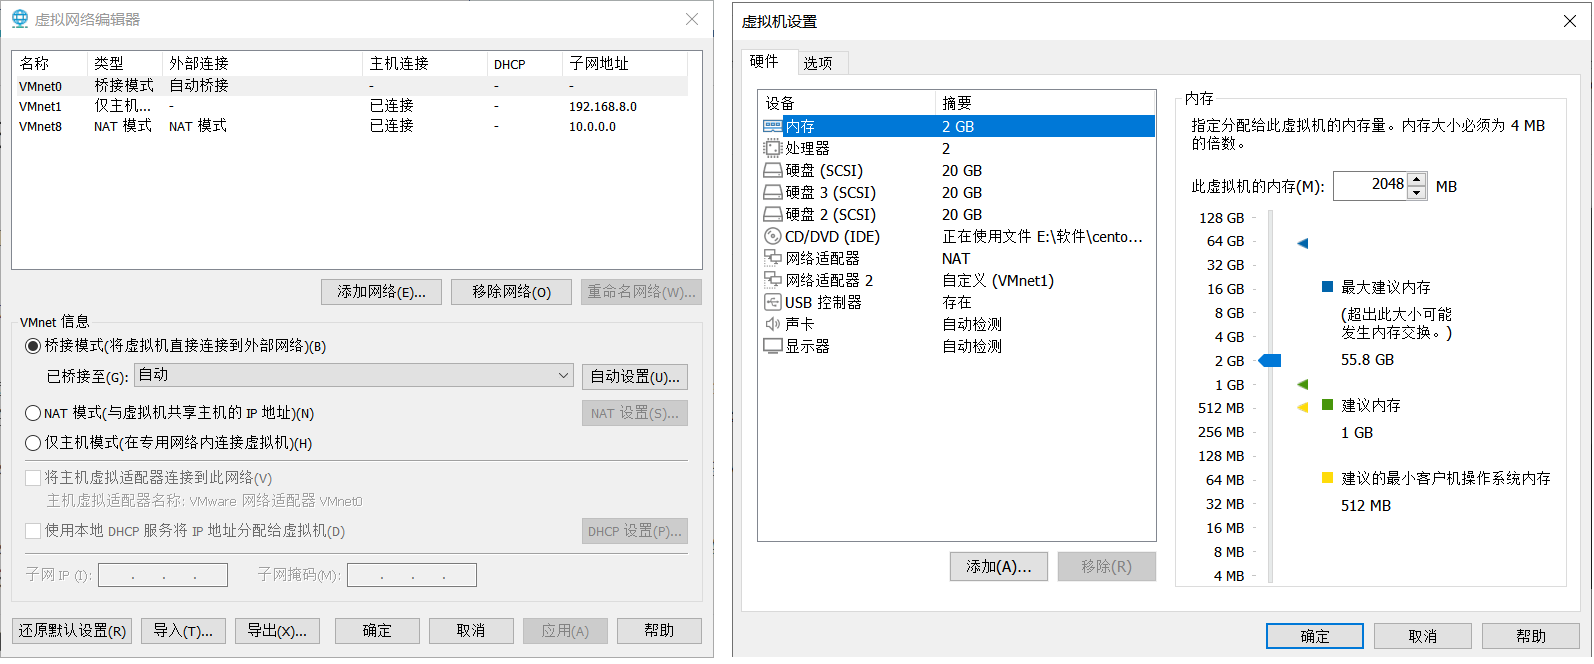 虚拟网络编辑器
名称 类型 外部连接 主机连接 DHCP 子网地址
VMnet0 桥接模式 自动桥接 - - -
VMnet1 仅主机... - 已连接 - 192.168.8.0
VMnet8 NAT 模式 NAT 模式 已连接 - 10.0.0.0
添加网络(E)... 移除网络(O) 重命名网络(W)...
VMnet 信息
桥接模式(将虚拟机直接连接到外部网络)(B)
已桥接至(G): 自动 自动设置(U)...
NAT 模式(与虚拟机共享主机的 IP 地址)(N) NAT 设置(S)...
仅主机模式(在专用网络内连接虚拟机)(H)
将主机虚拟适配器连接到此网络(V)
主机虚拟适配器名称: VMware 网络适配器 VMnet0
使用本地 DHCP 服务将 IP 地址分配给虚拟机(D) DHCP 设置(P)...
子网 IP (I): . . . 子网掩码(M): . . .
还原默认设置(R) 导入(T)... 导出(X)... 确定 取消 应用(A) 帮助
虚拟机设置
硬件 选项
设备 摘要
内存 2 GB
处理器 2
硬盘 (SCSI) 20 GB
硬盘 3 (SCSI) 20 GB
硬盘 2 (SCSI) 20 GB
CD/DVD (IDE) 正在使用文件 E:\软件\cento...
网络适配器 NAT
网络适配器 2 自定义 (VMnet1)
USB 控制器 存在
声卡 自动检测
显示器 自动检测
添加(A)... 移除(R)
内存
指定分配给此虚拟机的内存量。内存大小必须为 4 MB
的倍数。
此虚拟机的内存(M): 2048 MB
128 GB
64 GB
32 GB
16 GB
8 GB
4 GB
2 GB
1 GB
512 MB
256 MB
128 MB
64 MB
32 MB
16 MB
8 MB
4 MB
最大建议内存
(超出此大小可能
发生内存交换。)
55.8 GB
建议内存
1 GB
建议的最小客户机操作系统内存
512 MB
确定 取消 帮助